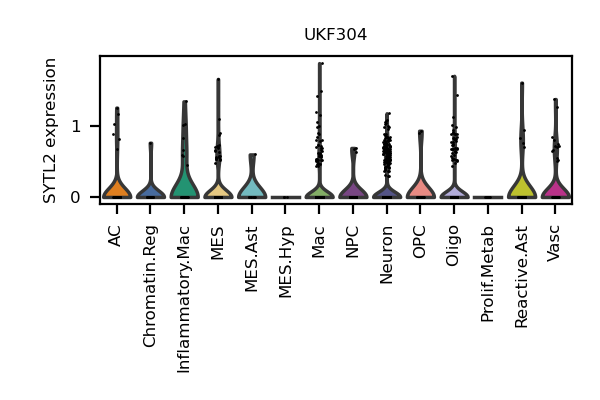 UKF304
SYTL2 expression
1
0
AC
Chromatin.Reg
Inflammatory.Mac
MES
MES.Ast
MES.Hyp
Mac
NPC
Neuron
OPC
Oligo
Prolif.Metab
Reactive.Ast
Vasc